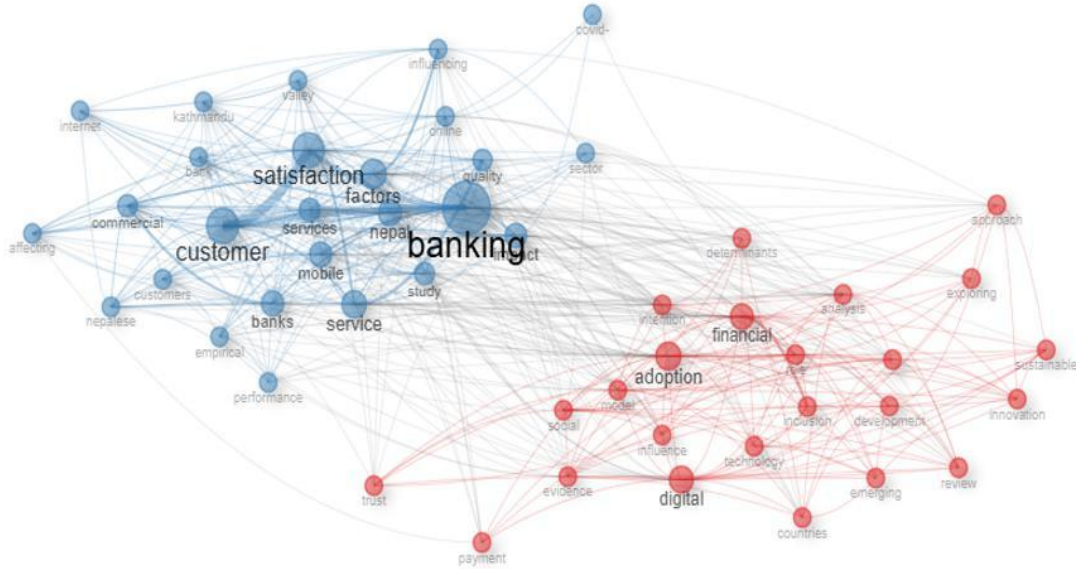 covid-
influencing
valley
kathmandu
internet
online
bank
quality
sector
satisfaction
factors
commercial
services
nepal
approach
affecting
customer
banking
impact
determinants
mobile
study
customers
exploring
nepalese
banks
service
intention
financial
analysis
empirical
adoption
sustainable
performance
model
social
inclusion
development
innovation
influence
technology
trust
evidence
digital
emerging
review
countries
payment